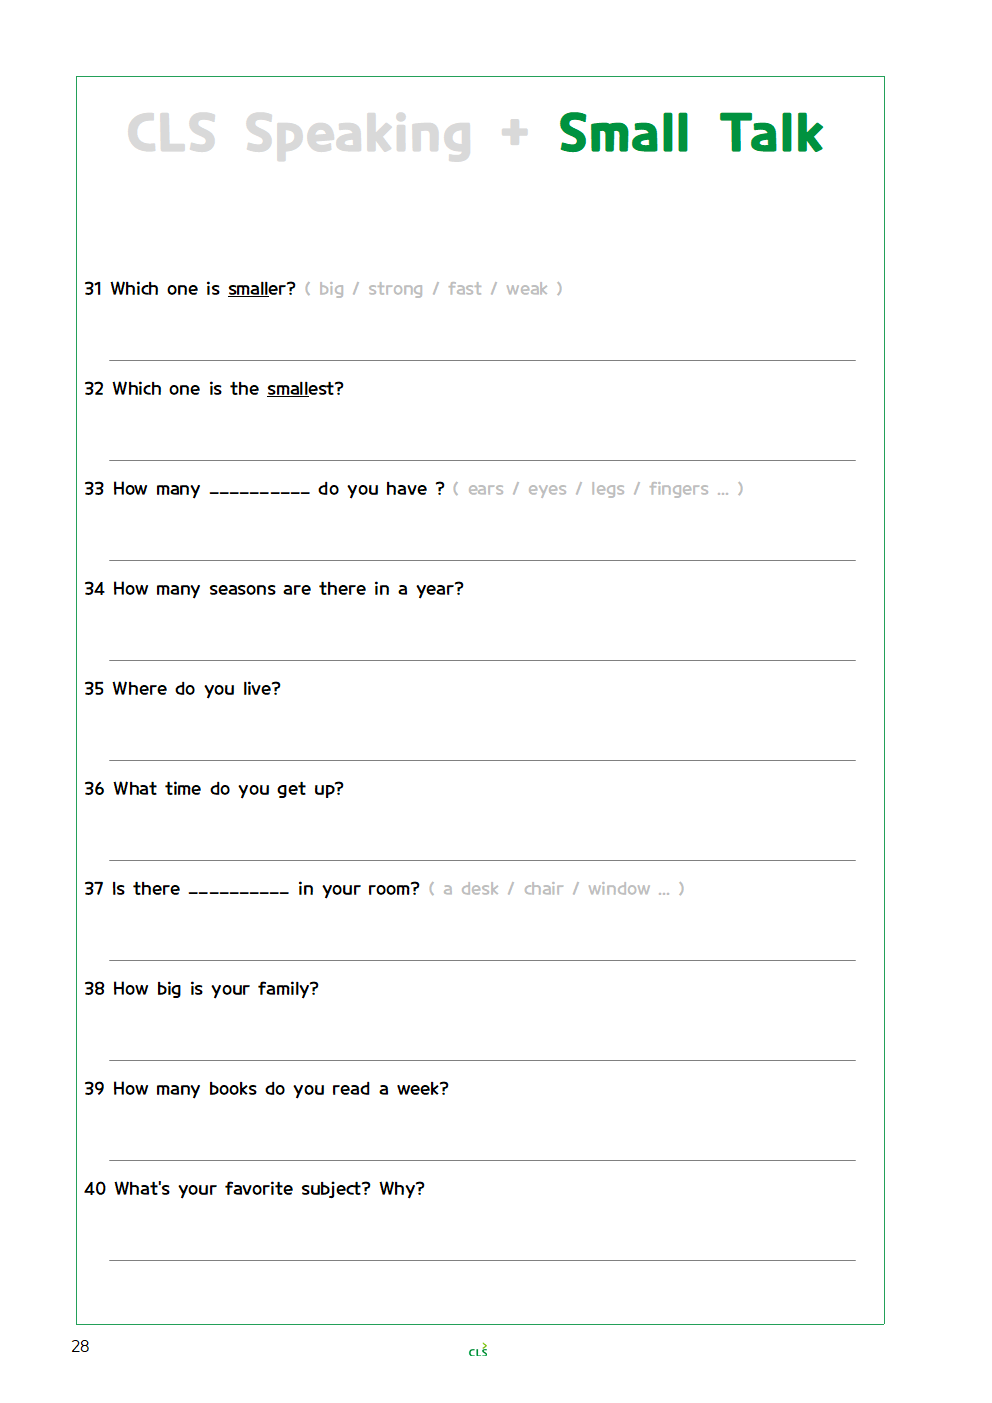 CLS Speaking + Small Talk
31 Which one is smaller? ( big / strong / fast / weak )
32 Which one is the smallest?
33 How many __________ do you have ? ( ears / eyes / legs / fingers ... )
34 How many seasons are there in a year?
35 Where do you live?
36 What time do you get up?
37 Is there __________ in your room? ( a desk / chair / window ... )
38 How big is your family?
39 How many books do you read a week?
40 What's your favorite subject? Why?
28
CLS